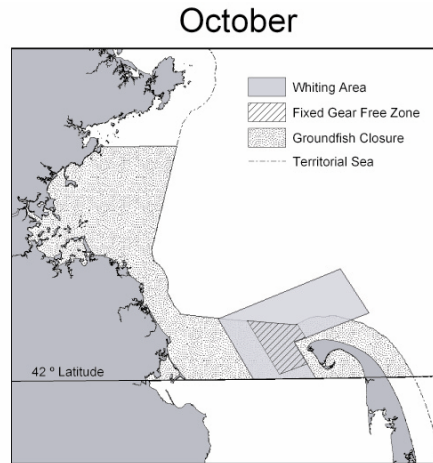 October
Whiting Area
Fixed Gear Free Zone
Groundfish Closure
Territorial Sea
42 º Latitude